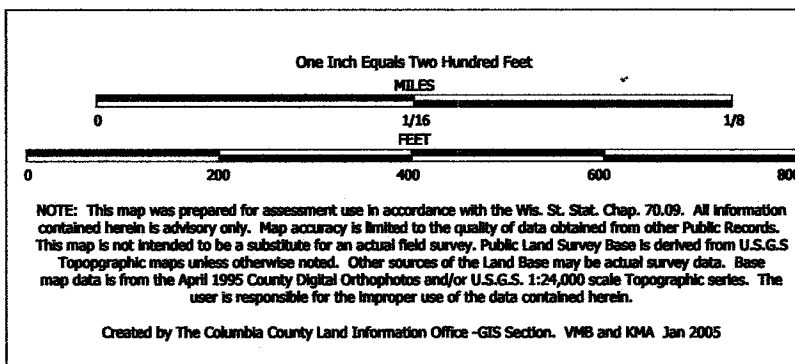 One Inch Equals Two Hundred Feet
MILES
0 1/16 1/8
FEET
0 200 400 600 800
NOTE: This map was prepared for assessment use in accordance with the Wis. St. Stat. Chap. 70.09. All information
contained herein is advisory only. Map accuracy is limited to the quality of data obtained from other Public Records.
This map is not intended to be a substitute for an actual field survey. Public Land Survey Base is derived from U.S.G.S
Topopgraphic maps unless otherwise noted. Other sources of the Land Base may be actual survey data. Base
map data is from the April 1995 County Digital Orthophotos and/or U.S.G.S. 1:24,000 scale Topographic series. The
user is responsible for the improper use of the data contained herein.
Created by The Columbia County Land Information Office -GIS Section. VMB and KMA Jan 2005